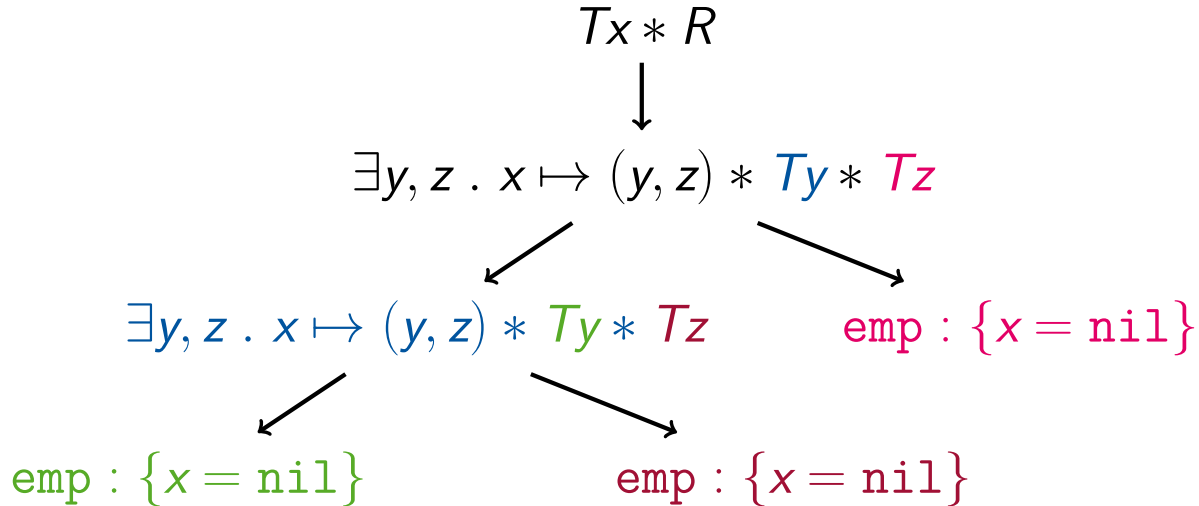 Tx ∗ R
∃y, z . x ↦ (y, z) ∗ Ty ∗ Tz
∃y, z . x ↦ (y, z) ∗ Ty ∗ Tz
emp : {x = nil}
emp : {x = nil}
emp : {x = nil}